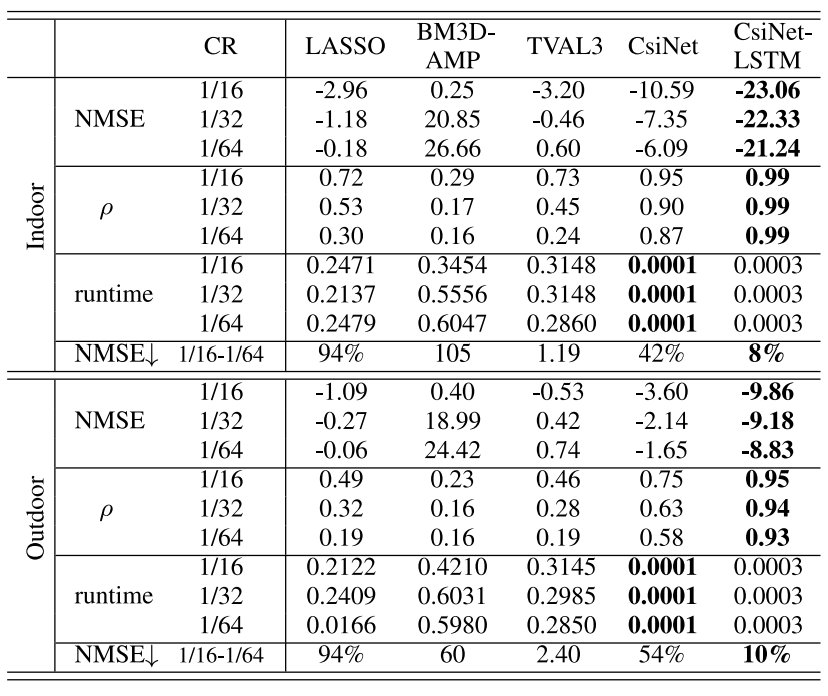 CR LASSO BM3D-AMP TVAL3 CsiNet CsiNet-LSTM
Indoor
NMSE
1/16 -2.96 0.25 -3.20 -10.59 -23.06
1/32 -1.18 20.85 -0.46 -7.35 -22.33
1/64 -0.18 26.66 0.60 -6.09 -21.24
ρ
1/16 0.72 0.29 0.73 0.95 0.99
1/32 0.53 0.17 0.45 0.90 0.99
1/64 0.30 0.16 0.24 0.87 0.99
runtime
1/16 0.2471 0.3454 0.3148 0.0001 0.0003
1/32 0.2137 0.5556 0.3148 0.0001 0.0003
1/64 0.2479 0.6047 0.2860 0.0001 0.0003
NMSE↓ 1/16-1/64 94% 105 1.19 42% 8%
Outdoor
NMSE
1/16 -1.09 0.40 -0.53 -3.60 -9.86
1/32 -0.27 18.99 0.42 -2.14 -9.18
1/64 -0.06 24.42 0.74 -1.65 -8.83
ρ
1/16 0.49 0.23 0.46 0.75 0.95
1/32 0.32 0.16 0.28 0.63 0.94
1/64 0.19 0.16 0.19 0.58 0.93
runtime
1/16 0.2122 0.4210 0.3145 0.0001 0.0003
1/32 0.2409 0.6031 0.2985 0.0001 0.0003
1/64 0.0166 0.5980 0.2850 0.0001 0.0003
NMSE↓ 1/16-1/64 94% 60 2.40 54% 10%